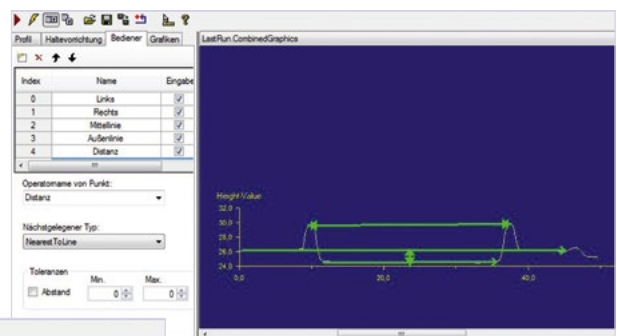 Profil Haltevorrichtung Bediener Grafiken
Index Name Eingabe
0 Links
1 Rechts
2 Mittellinie
3 Außenlinie
4 Distanz
Operatorname von Punkt:
Distanz
Nächstgelegener Typ:
NearestToLine
Toleranzen
Min. Max.
Abstand 0 0
LastRun.CombinedGraphics
Height Value
32,0
30,0
28,0
26,0
24,0
0,0 20,0 40,0